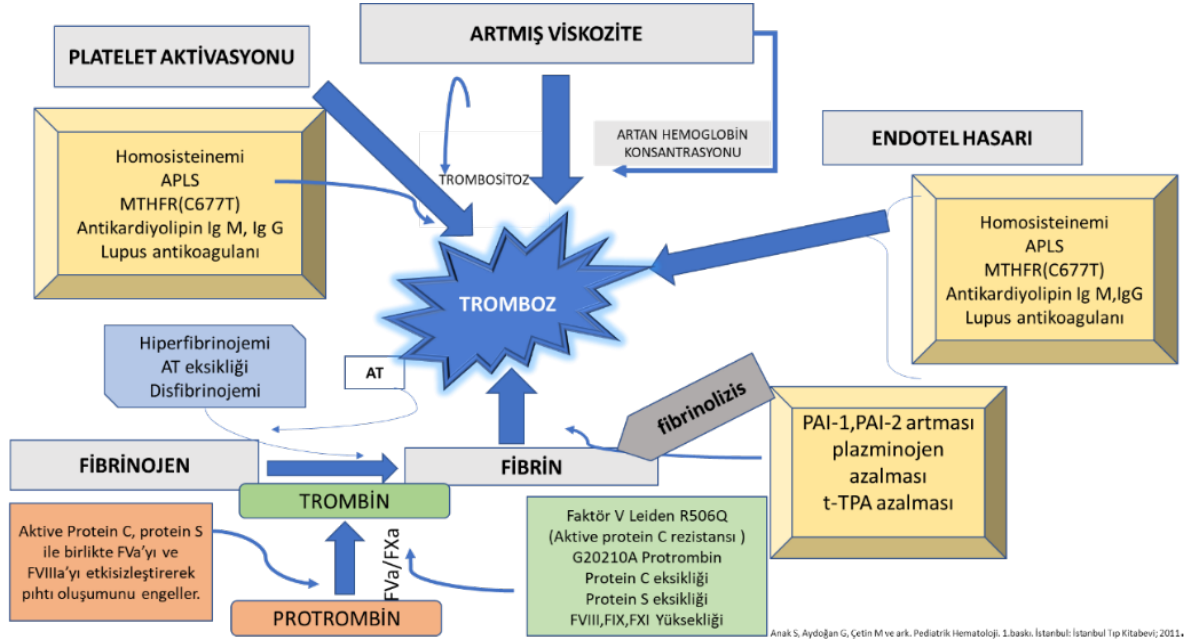 PLATELET AKTİVASYONU
ARTMIŞ VİSKOZİTE
ARTAN HEMOGLOBİN
KONSANTRASYONU
ENDOTEL HASARI
Homosisteinemi
APLS
MTHFR(C677T)
Antikardiyolipin Ig M, Ig G
Lupus antikoagulanı
TROMBOSİTOZ
Homosisteinemi
APLS
MTHFR(C677T)
Antikardiyolipin Ig M,IgG
Lupus antikoagulanı
TROMBOZ
Hiperfibrinojemi
AT eksikliği
Disfibrinojemi
AT
fibrinolizis
PAI-1,PAI-2 artması
plazminojen
azalması
t-TPA azalması
FİBRİNOJEN
FİBRİN
TROMBİN
Aktive Protein C, protein S
ile birlikte FVa’yı ve
FVIIIa’yı etkisizleştirerek
pıhtı oluşumunu engeller.
FVa/FXa
PROTROMBİN
Faktör V Leiden R506Q
(Aktive protein C rezistansı )
G20210A Protrombin
Protein C eksikliği
Protein S eksikliği
FVIII,FIX,FXI Yüksekliği
Anak S, Aydoğan G, Çetin M ve ark. Pediatrik Hematoloji. 1.baskı. İstanbul: İstanbul Tıp Kitabevi; 2011.